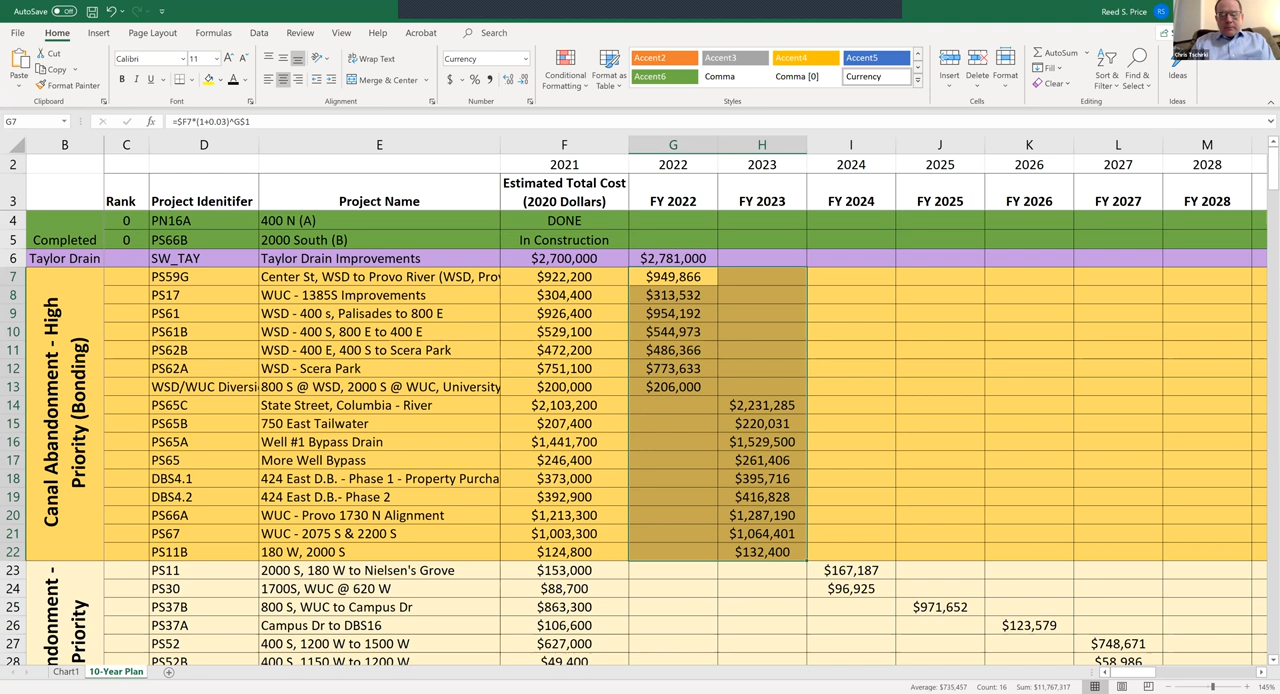 AutoSave Off
Reed S. Price RS
File Home Insert Page Layout Formulas Data Review View Help Acrobat Search
Chris Tschirki
Paste Cut Copy Format Painter Clipboard
Calibri 11 B I U Font
Wrap Text Merge & Center Alignment
Currency $ % Number
Conditional Formatting Format as Table
Accent2 Accent3 Accent4 Accent5
Accent6 Comma Comma [0] Currency
Styles
Insert Delete Format Cells
AutoSum Fill Clear Sort & Filter Find & Select Editing
Ideas Ideas
G7 fx =$F7*(1+0.03)^G$1
B C D E F G H I J K L M
2 2021 2022 2023 2024 2025 2026 2027 2028
3 Rank Project Idenitifer Project Name Estimated Total Cost (2020 Dollars) FY 2022 FY 2023 FY 2024 FY 2025 FY 2026 FY 2027 FY 2028
4 0 PN16A 400 N (A) DONE
5 Completed 0 PS66B 2000 South (B) In Construction
6 Taylor Drain SW_TAY Taylor Drain Improvements $2,700,000 $2,781,000
Canal Abandonment - High Priority (Bonding)
7 PS59G Center St, WSD to Provo River (WSD, Pro $922,200 $949,866
8 PS17 WUC - 1385S Improvements $304,400 $313,532
9 PS61 WSD - 400 s, Palisades to 800 E $926,400 $954,192
10 PS61B WSD - 400 S, 800 E to 400 E $529,100 $544,973
11 PS62B WSD - 400 E, 400 S to Scera Park $472,200 $486,366
12 PS62A WSD - Scera Park $751,100 $773,633
13 WSD/WUC Diversi 800 S @ WSD, 2000 S @ WUC, University $200,000 $206,000
14 PS65C State Street, Columbia - River $2,103,200 $2,231,285
15 PS65B 750 East Tailwater $207,400 $220,031
16 PS65A Well #1 Bypass Drain $1,441,700 $1,529,500
17 PS65 More Well Bypass $246,400 $261,406
18 DBS4.1 424 East D.B. - Phase 1 - Property Purcha $373,000 $395,716
19 DBS4.2 424 East D.B.- Phase 2 $392,900 $416,828
20 PS66A WUC - Provo 1730 N Alignment $1,213,300 $1,287,190
21 PS67 WUC - 2075 S & 2200 S $1,003,300 $1,064,401
22 PS11B 180 W, 2000 S $124,800 $132,400
ndonment - Priority
23 PS11 2000 S, 180 W to Nielsen's Grove $153,000 $167,187
24 PS30 1700S, WUC @ 620 W $88,700 $96,925
25 PS37B 800 S, WUC to Campus Dr $863,300 $971,652
26 PS37A Campus Dr to DBS16 $106,600 $123,579
27 PS52 400 S, 1200 W to 1500 W $627,000 $748,671
28 PS52B 400 S, 1150 W to 1200 W $49,400 $58,986
Chart1 10-Year Plan
Average: $735,457 Count: 16 Sum: $11,767,317 145%